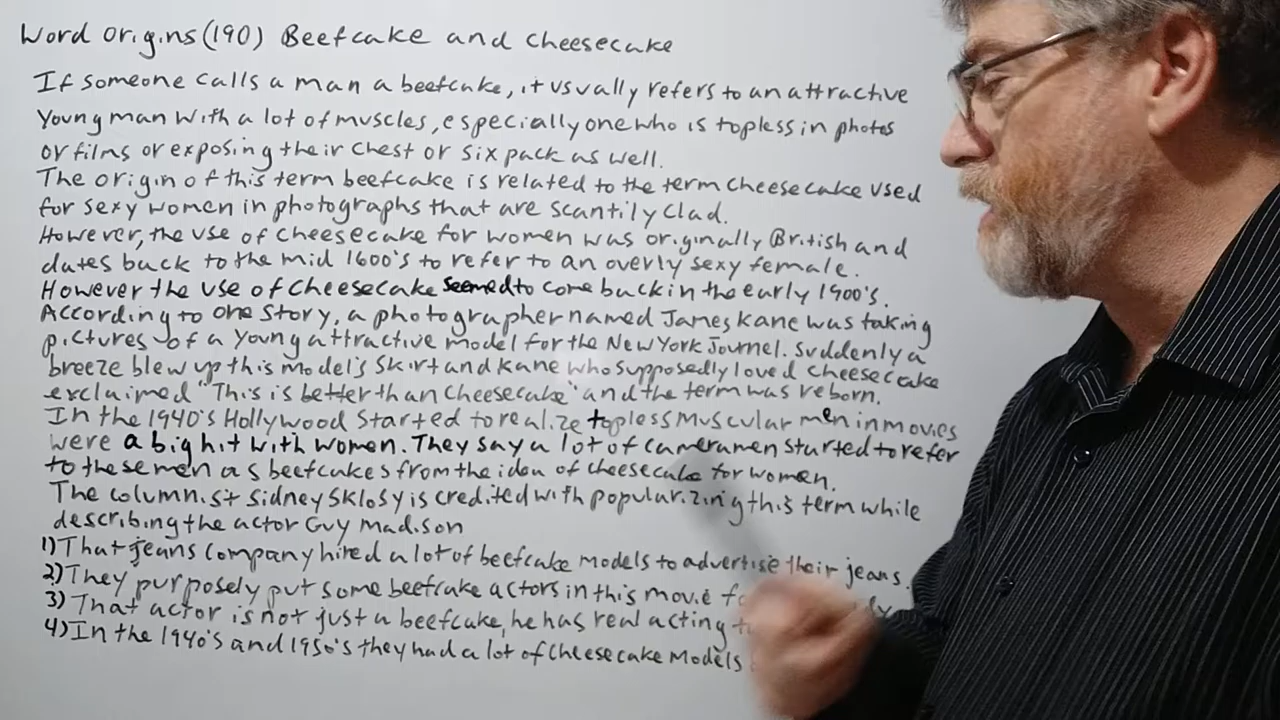 Word Origins (190) Beefcake and Cheesecake
If someone calls a man a beefcake, it usually refers to an attractive
Young man with a lot of muscles, especially one who is topless in photos
or films or exposing their chest or six pack as well.
The origin of this term beefcake is related to the term cheesecake used
for sexy women in photographs that are scantily clad.
However, the use of cheesecake for women was originally British and
dates back to the mid 1600's to refer to an overly sexy female.
However the use of cheesecake seemed to come back in the early 1900's.
According to one story, a photographer named James Kane was taking
pictures of a young attractive model for the New York Journel. Suddenly a
breeze blew up this model's skirt and Kane who supposedly loved cheesecake
exclaimed "This is better than cheesecake" and the term was reborn.
In the 1940's Hollywood started to realize topless muscular men in movies
were a big hit with women. They say a lot of cameramen started to refer
to these men as beefcakes from the idea of cheesecake for women.
The columnist Sidney Sklosy is credited with popularizing this term while
describing the actor Guy Madison
1) That jeans company hired a lot of beefcake models to advertise their jeans
2) They purposely put some beefcake actors in this movie
3) That actor is not just a beefcake, he has real acting
4) In the 1940's and 1950's they had a lot of cheesecake models